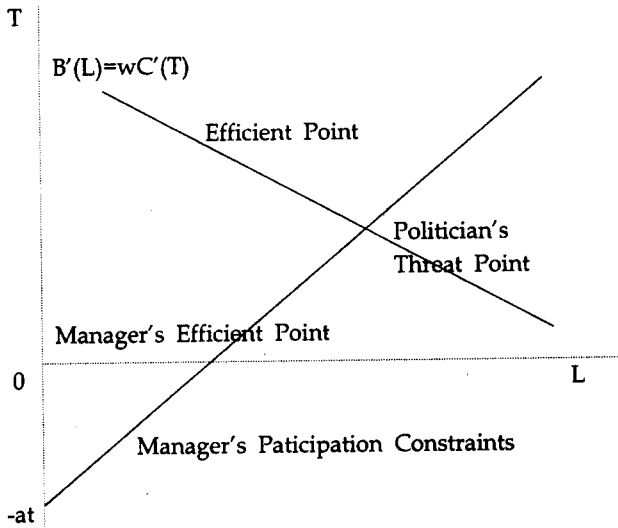 T
B′(L)=wC′(T)
Efficient Point
Politician's
Threat Point
Manager's Efficient Point
0
L
Manager's Paticipation Constraints
-at